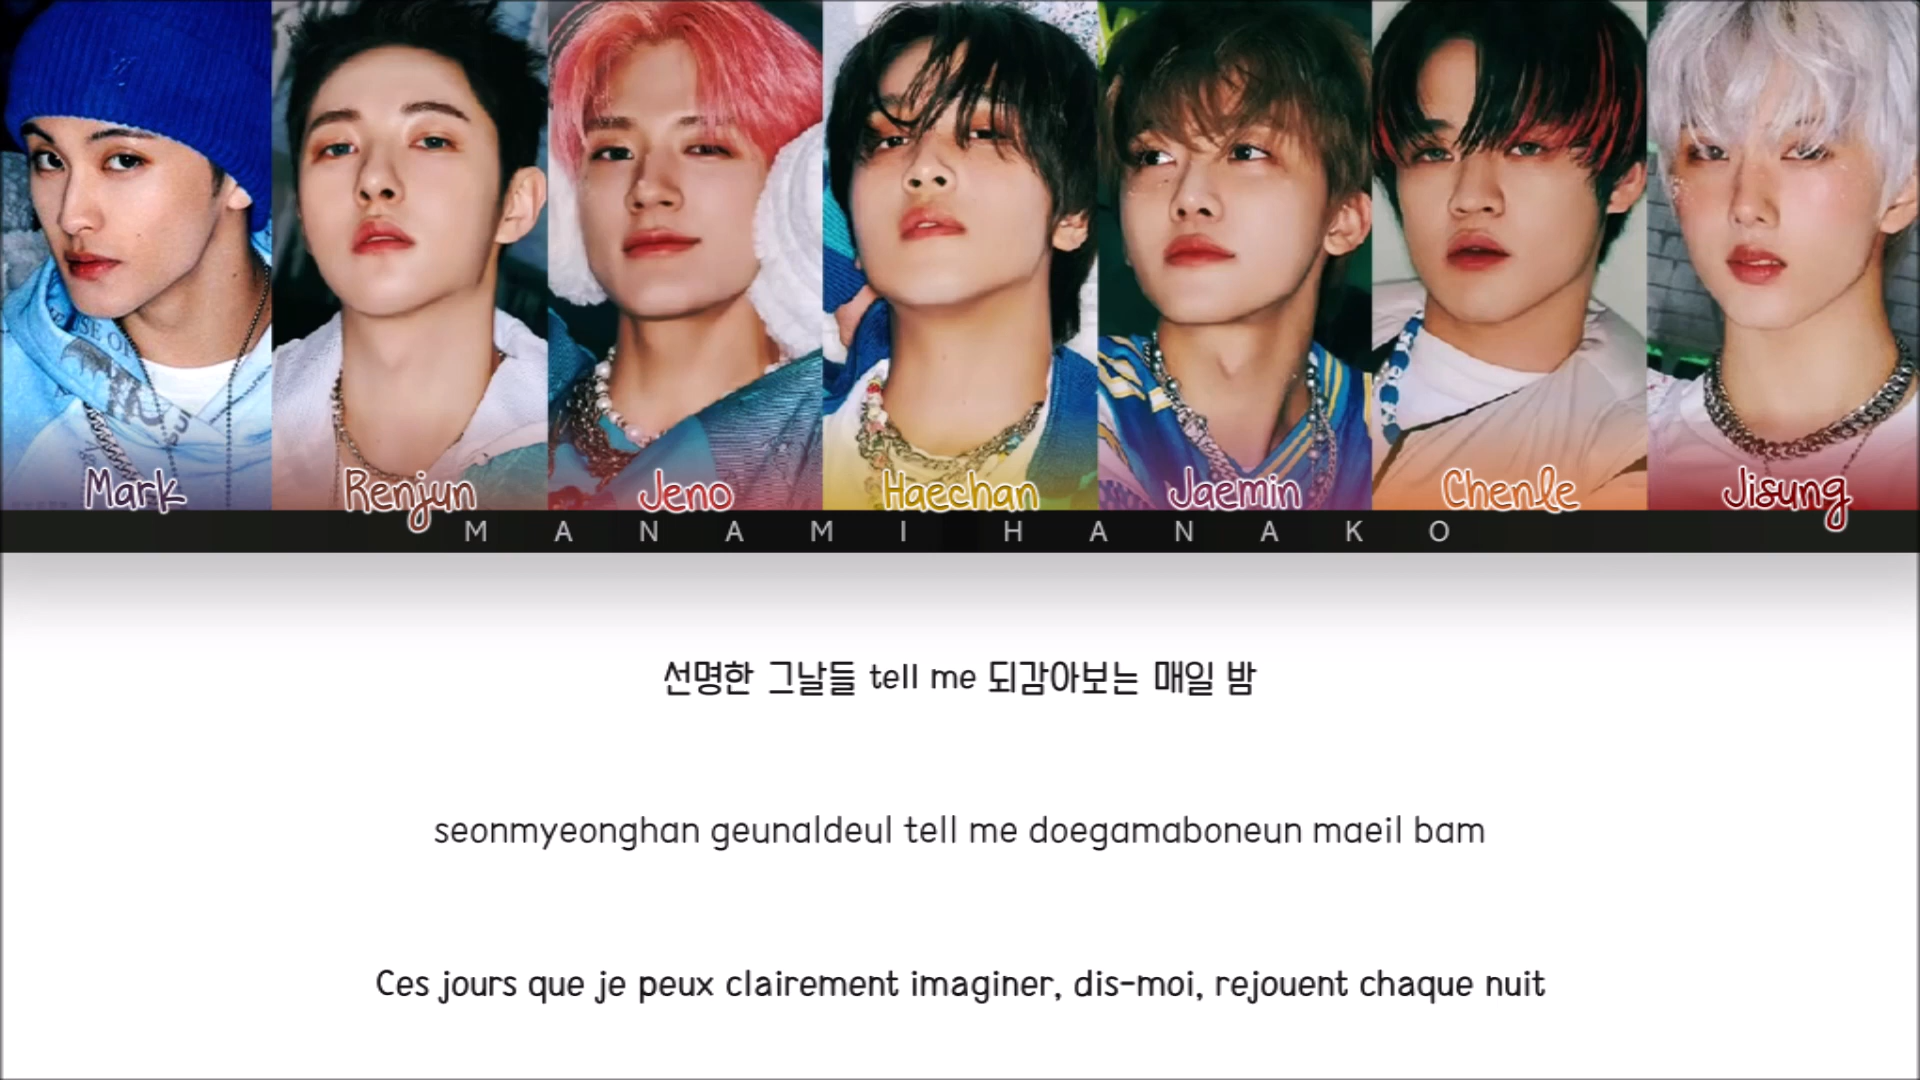 Mark Renjun Jeno Haechan Jaemin Chenle Jisung
MANAMI HANAKO
선명한 그날들 tell me 되감아보는 매일 밤
seonmyeonghan geunaldeul tell me doegamaboneun maeil bam
Ces jours que je peux clairement imaginer, dis-moi, rejouent chaque nuit